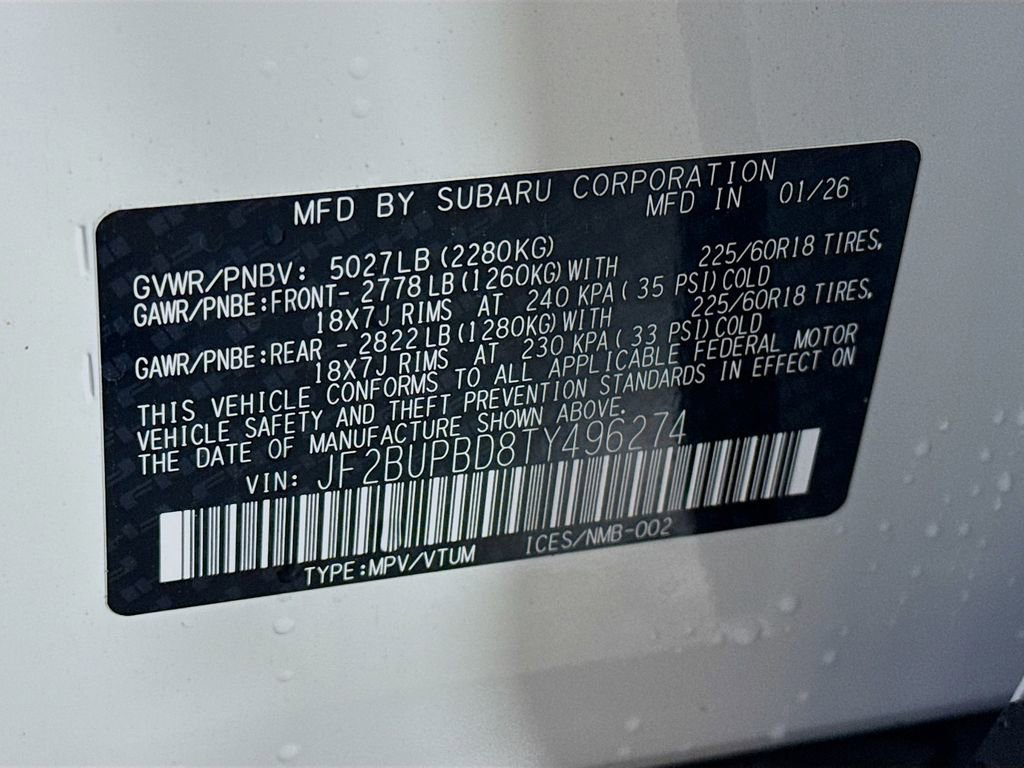 MFD BY SUBARU CORPORATION
MFD IN 01/26
GVWR/PNBV: 5027LB (2280KG)
GAWR/PNBE:FRONT- 2778 LB (1260KG) WITH 225/60R18 TIRES,
18X7J RIMS AT 240 KPA ( 35 PSI) COLD
GAWR/PNBE:REAR - 2822 LB (1280KG) WITH 225/60R18 TIRES,
18X7J RIMS AT 230 KPA ( 33 PSI) COLD
THIS VEHICLE CONFORMS TO ALL APPLICABLE FEDERAL MOTOR
VEHICLE SAFETY AND THEFT PREVENTION STANDARDS IN EFFECT ON
THE DATE OF MANUFACTURE SHOWN ABOVE.
VIN: JF2BUPBD8TY496274
TYPE:MPV/VTUM ICES/NMB-002